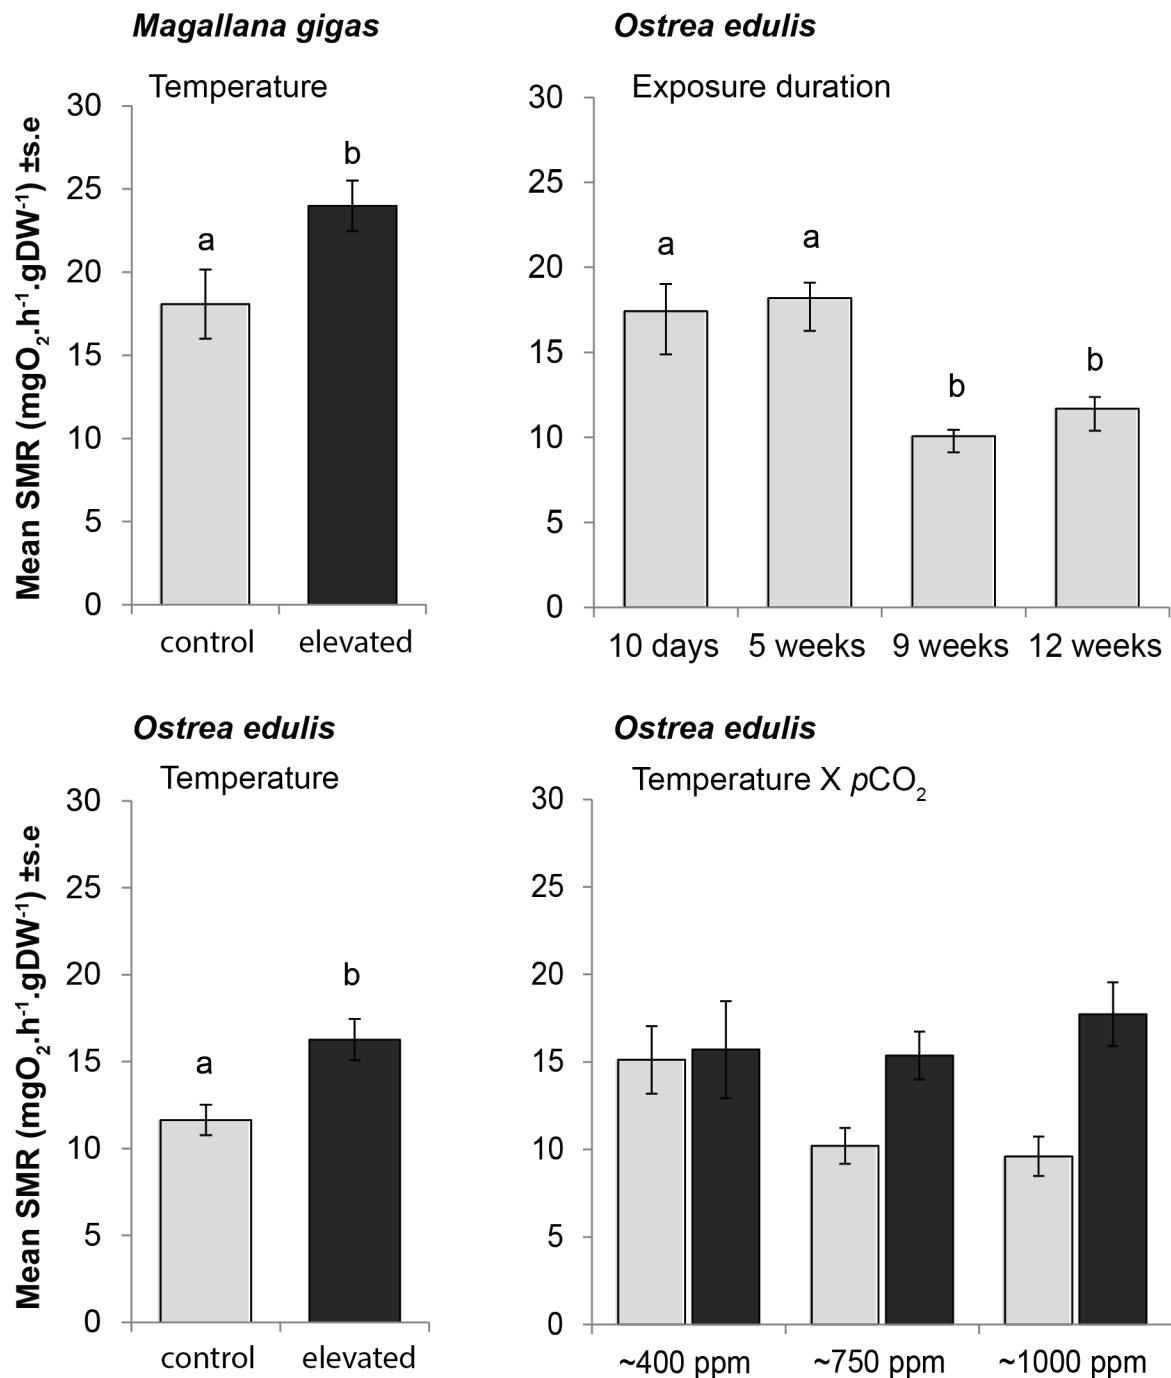 Magallana gigas
Temperature
Mean SMR (mgO₂.h⁻¹.gDW⁻¹) ±s.e
30
25
20
15
10
5
0
a
b
control elevated
Ostrea edulis
Exposure duration
30
25
20
15
10
5
0
a
a
b
b
10 days 5 weeks 9 weeks 12 weeks
Ostrea edulis
Temperature
Mean SMR (mgO₂.h⁻¹.gDW⁻¹) ±s.e
30
25
20
15
10
5
0
a
b
control elevated
Ostrea edulis
Temperature X pCO₂
30
25
20
15
10
5
0
~400 ppm ~750 ppm ~1000 ppm